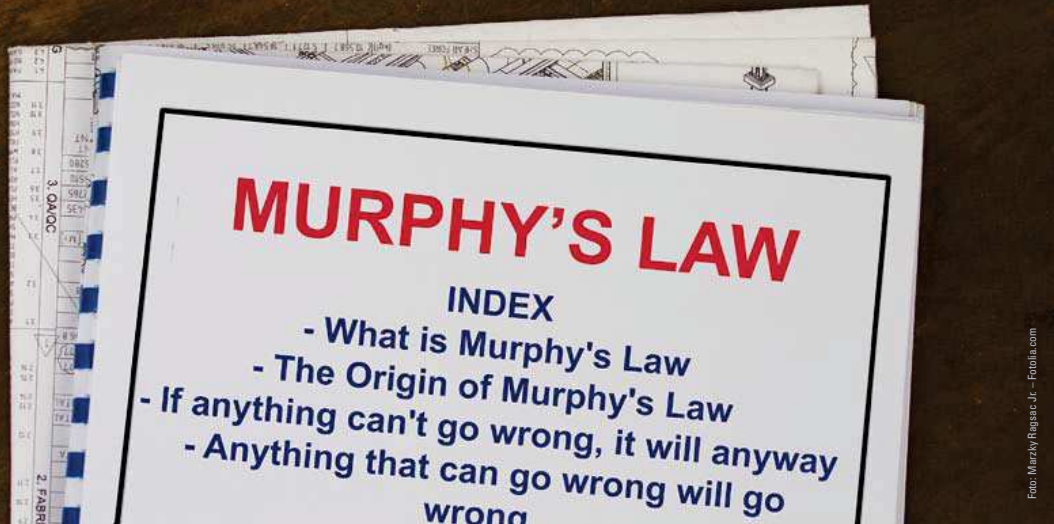 MURPHY'S LAW
INDEX
- What is Murphy's Law
- The Origin of Murphy's Law
- If anything can't go wrong, it will anyway
- Anything that can go wrong will go
wrong
3. QA/QC
2. FABRI
Foto: Marzky Ragsac Jr. – Fotolia.com